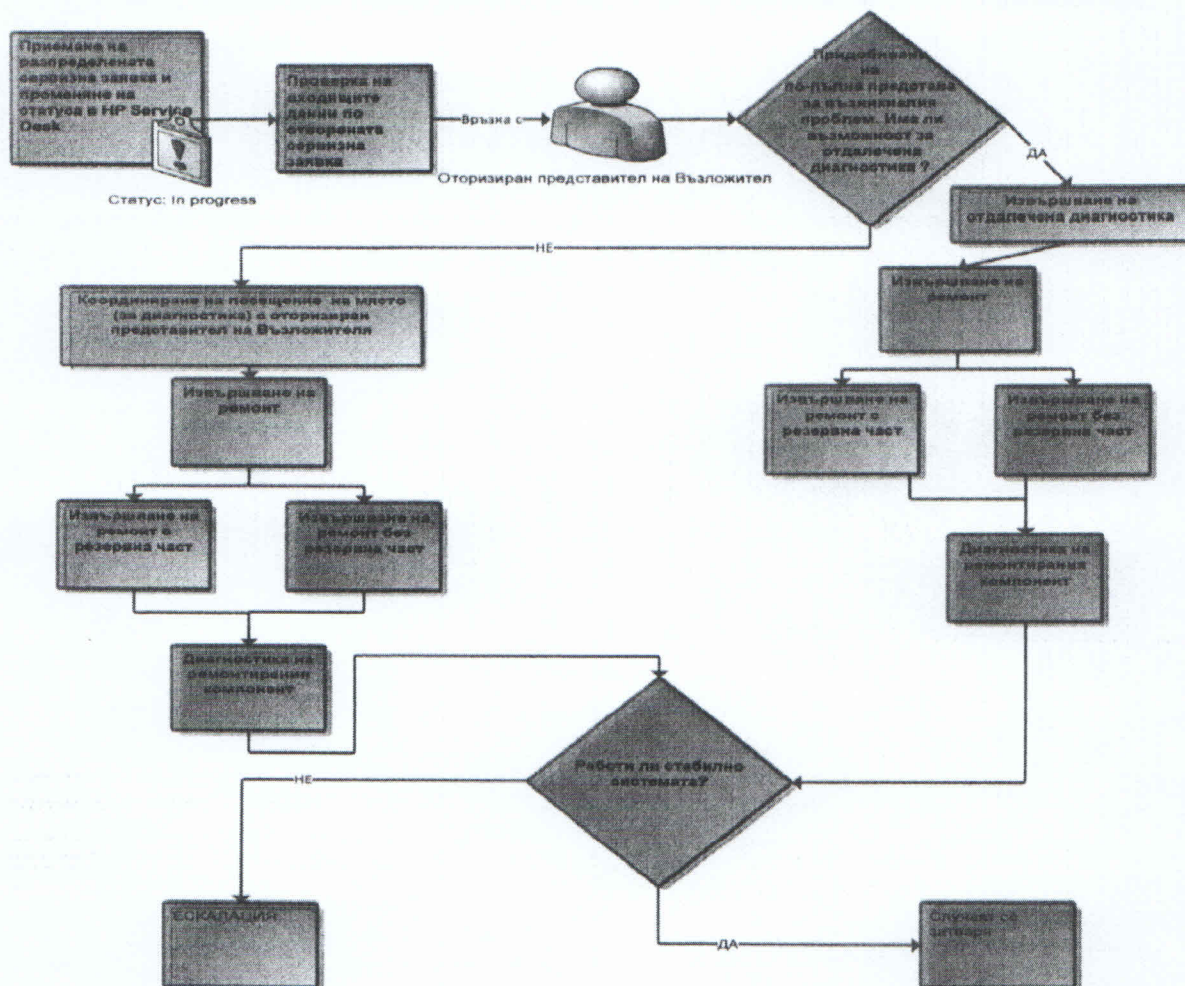 Приемане на
разпределената
сервизна заявка и
променяне на
статуса в HP Service
Desk
Статус: In progress
Проверка на
входящите
данни по
отворената
сервизна
заявка
Връзка с
Оторизиран представител на Възложител
Придобиване
на
по-пълна представа
за възникналия
проблем. Има ли
възможност за
отдалечена
диагностика ?
ДА
Извършване на
отдалечена диагностика
НЕ
Извършване на
ремонт
Координиране на посещение на място
(за диагностика) с оторизиран
представител на Възложителя
Извършване на
ремонт
Извършване на
ремонт с
резервна част
Извършване на
ремонт без
резервна част
Извършване на
ремонт с
резервна част
Извършване на
ремонт без
резервна част
Диагностика на
ремонтирания
компонент
Диагностика на
ремонтирания
компонент
Работи ли стабилно
системата?
НЕ
ЕСКАЛАЦИЯ
ДА
Случаят се
затваря